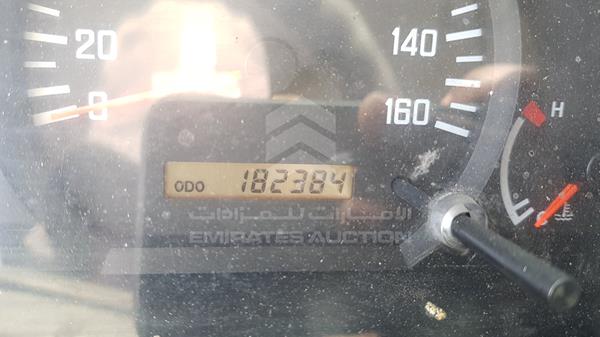 20
0
140
160
H
ODO 182384
الامارات للمزادات
EMIRATES AUCTION